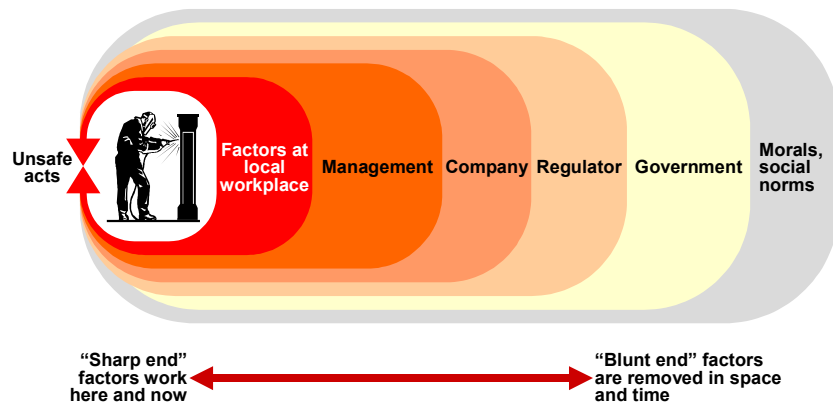 Unsafe
acts
Factors at
local
workplace
Management
Company
Regulator
Government
Morals,
social
norms
“Sharp end”
factors work
here and now
“Blunt end” factors
are removed in space
and time